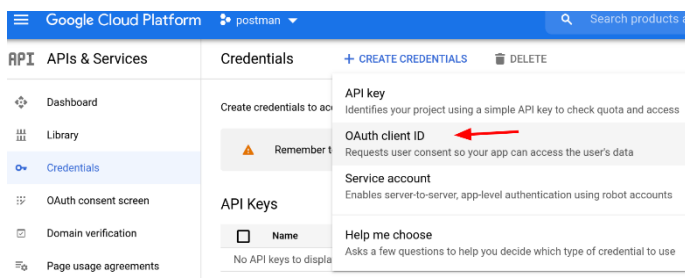 Google Cloud Platform postman
Search products a
API APIs & Services
Credentials
+ CREATE CREDENTIALS
DELETE
Dashboard
Library
Credentials
OAuth consent screen
Domain verification
Page usage agreements
Create credentials to acc
Remember t
API Keys
Name
No API keys to displa
API key
Identifies your project using a simple API key to check quota and access
OAuth client ID
Requests user consent so your app can access the user's data
Service account
Enables server-to-server, app-level authentication using robot accounts
Help me choose
Asks a few questions to help you decide which type of credential to use